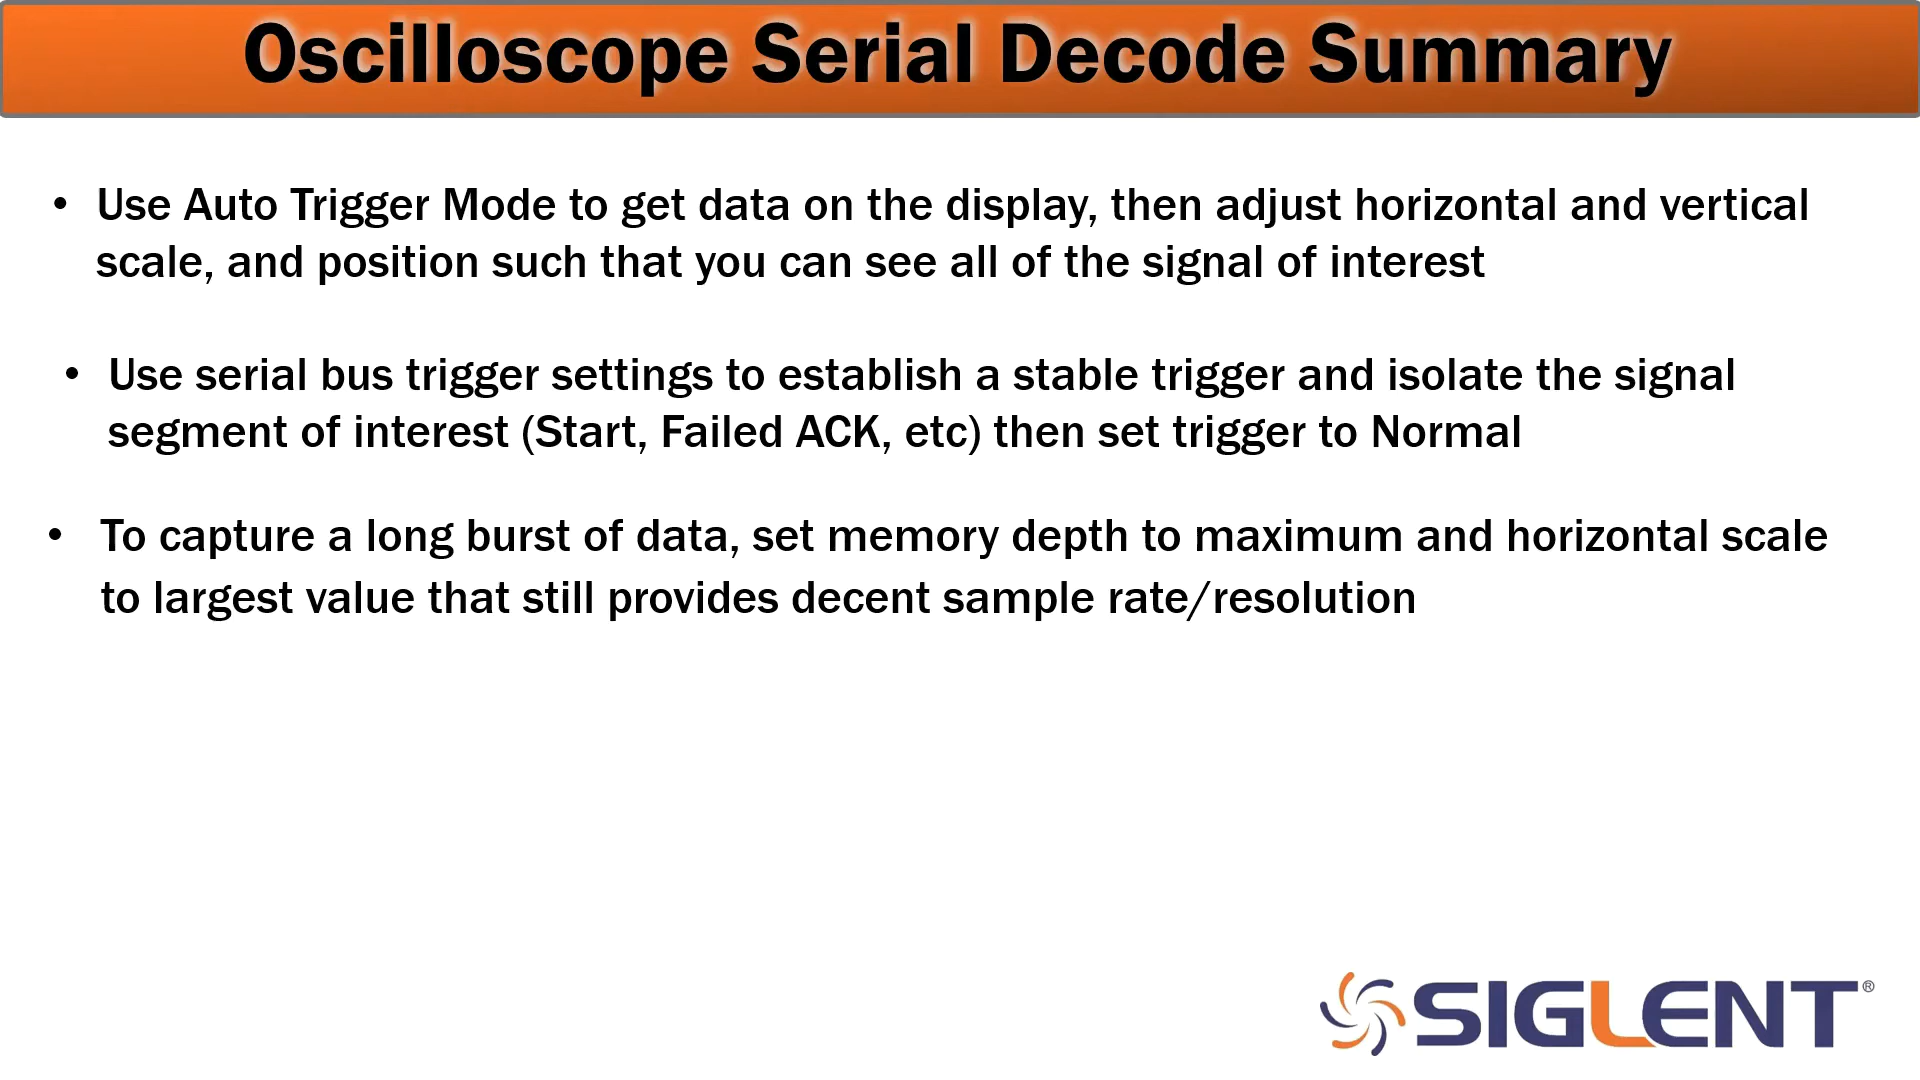 Oscilloscope Serial Decode Summary
• Use Auto Trigger Mode to get data on the display, then adjust horizontal and vertical
scale, and position such that you can see all of the signal of interest
• Use serial bus trigger settings to establish a stable trigger and isolate the signal
segment of interest (Start, Failed ACK, etc) then set trigger to Normal
• To capture a long burst of data, set memory depth to maximum and horizontal scale
to largest value that still provides decent sample rate/resolution
SIGLENT®